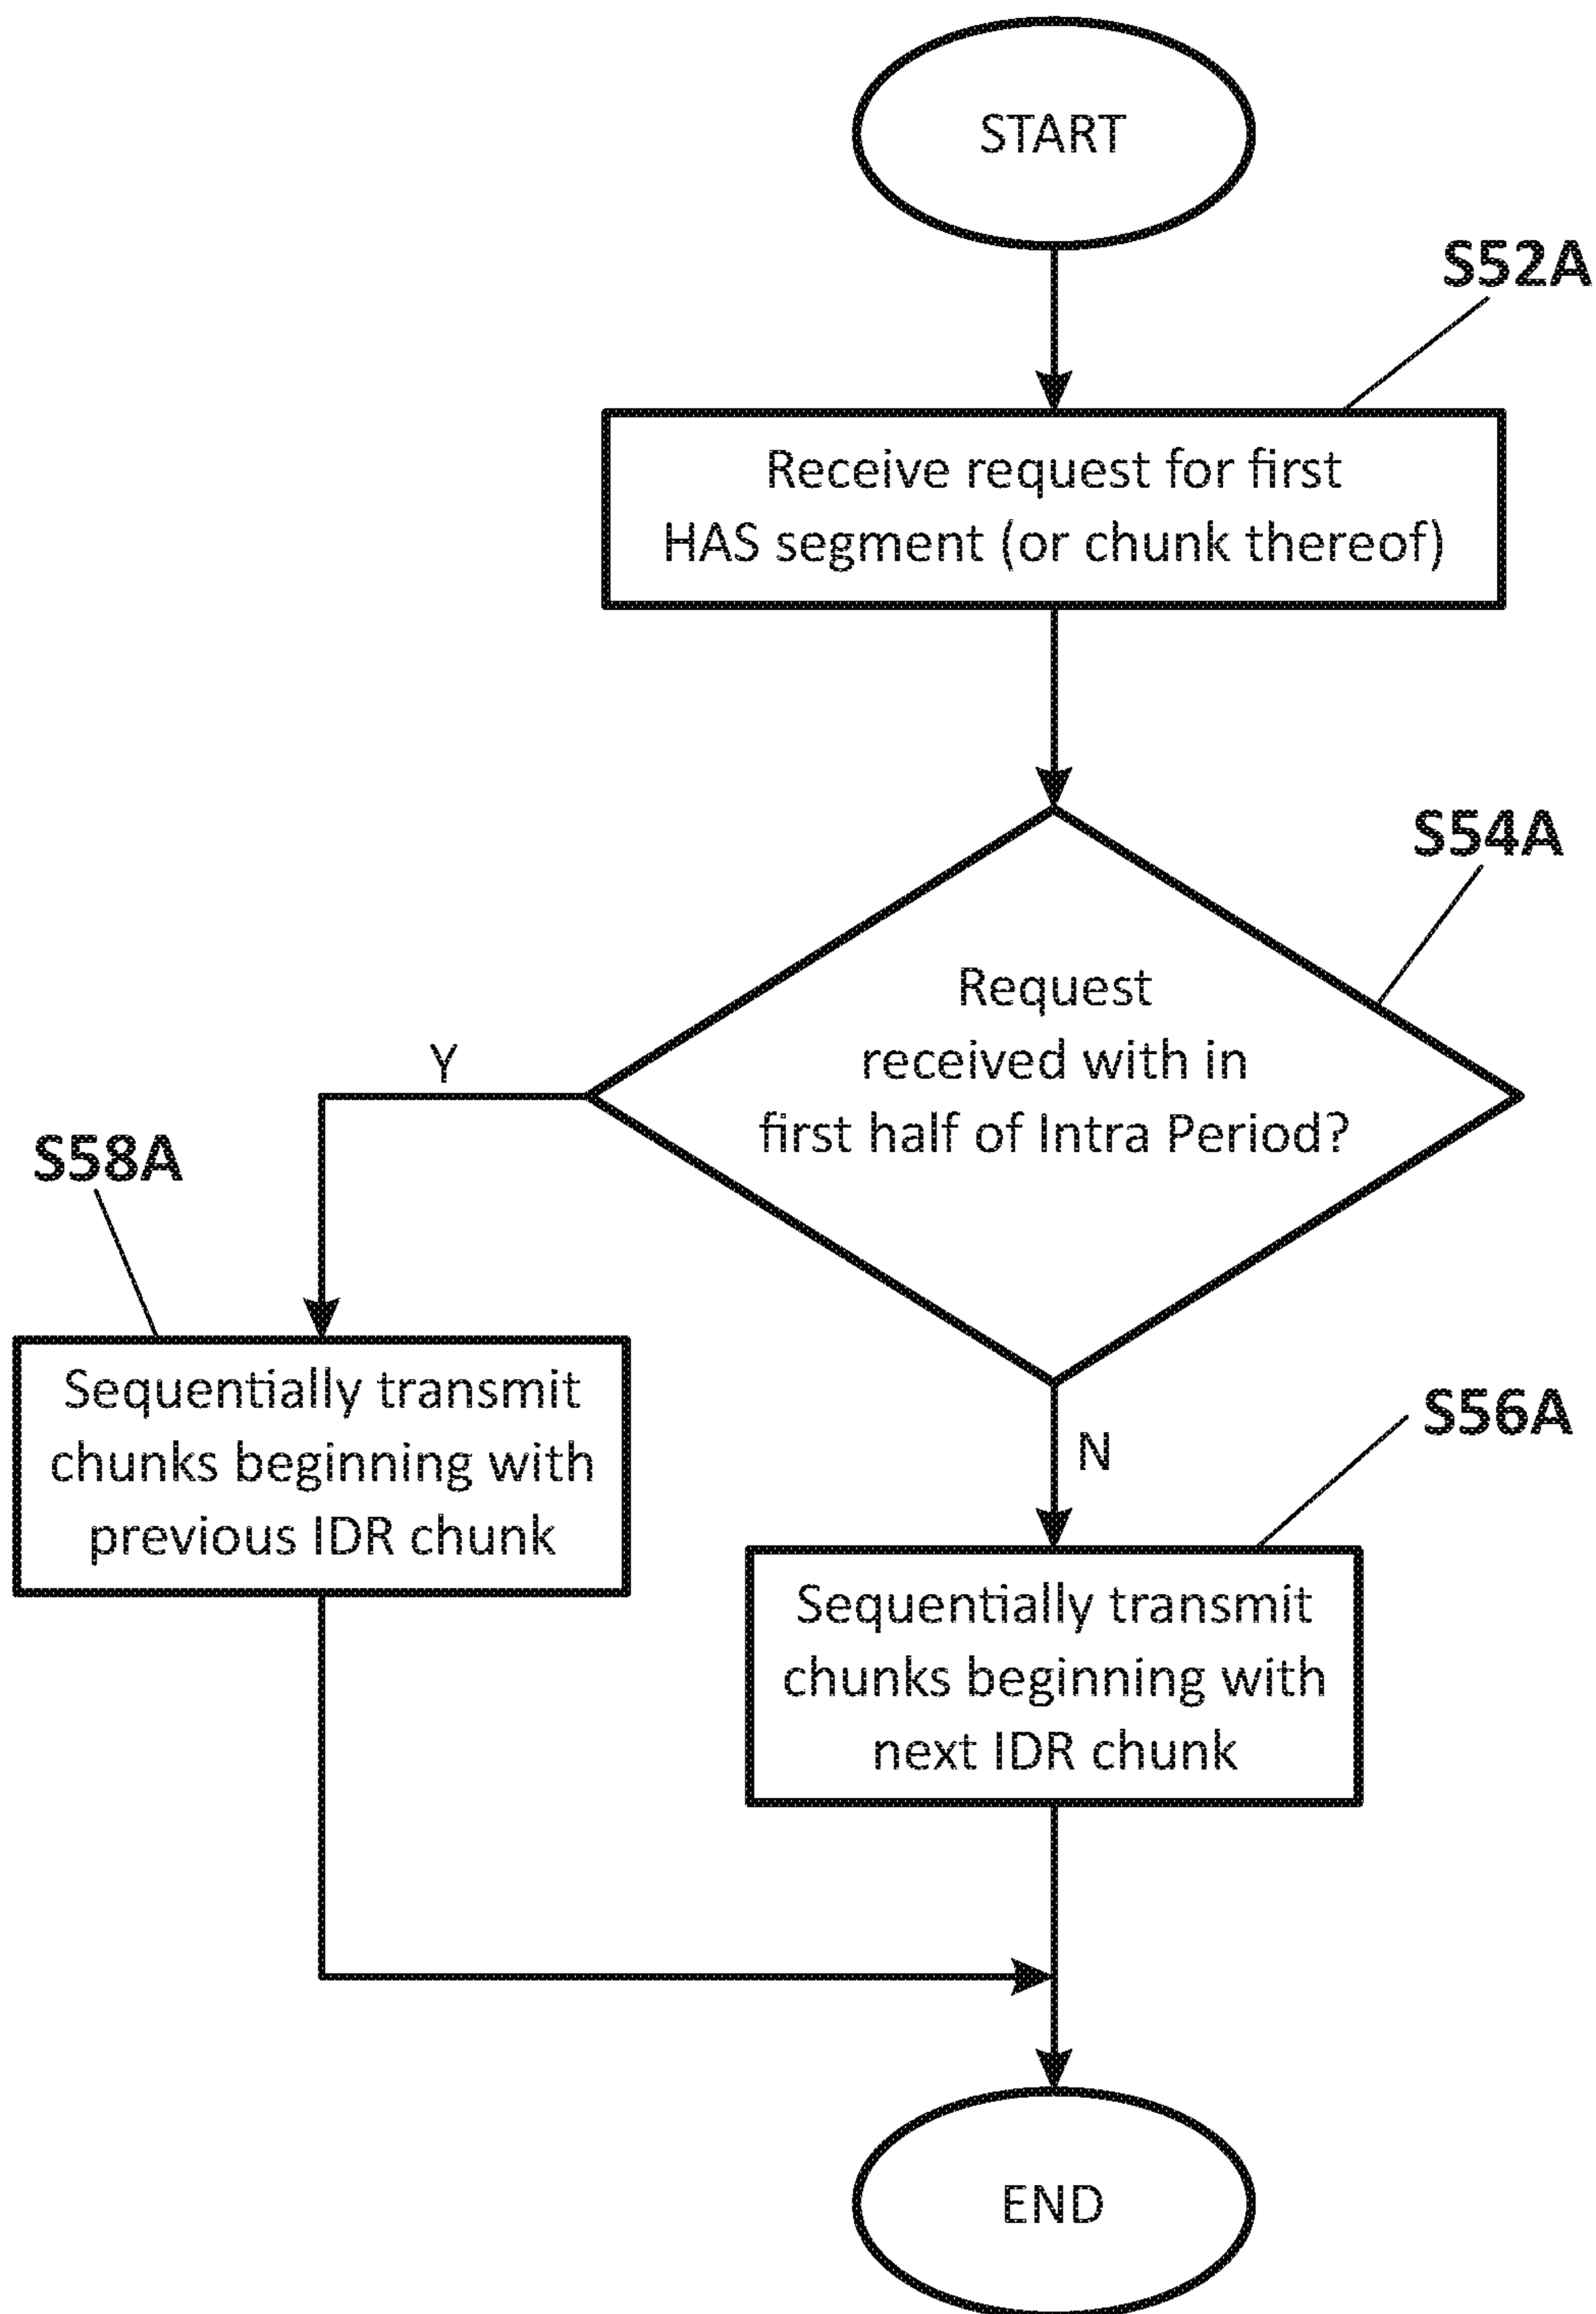 START
S52A
Receive request for first
HAS segment (or chunk thereof)
S54A
Request
received with in
first half of Intra Period?
Y
S58A
Sequentially transmit
chunks beginning with
previous IDR chunk
N
S56A
Sequentially transmit
chunks beginning with
next IDR chunk
END